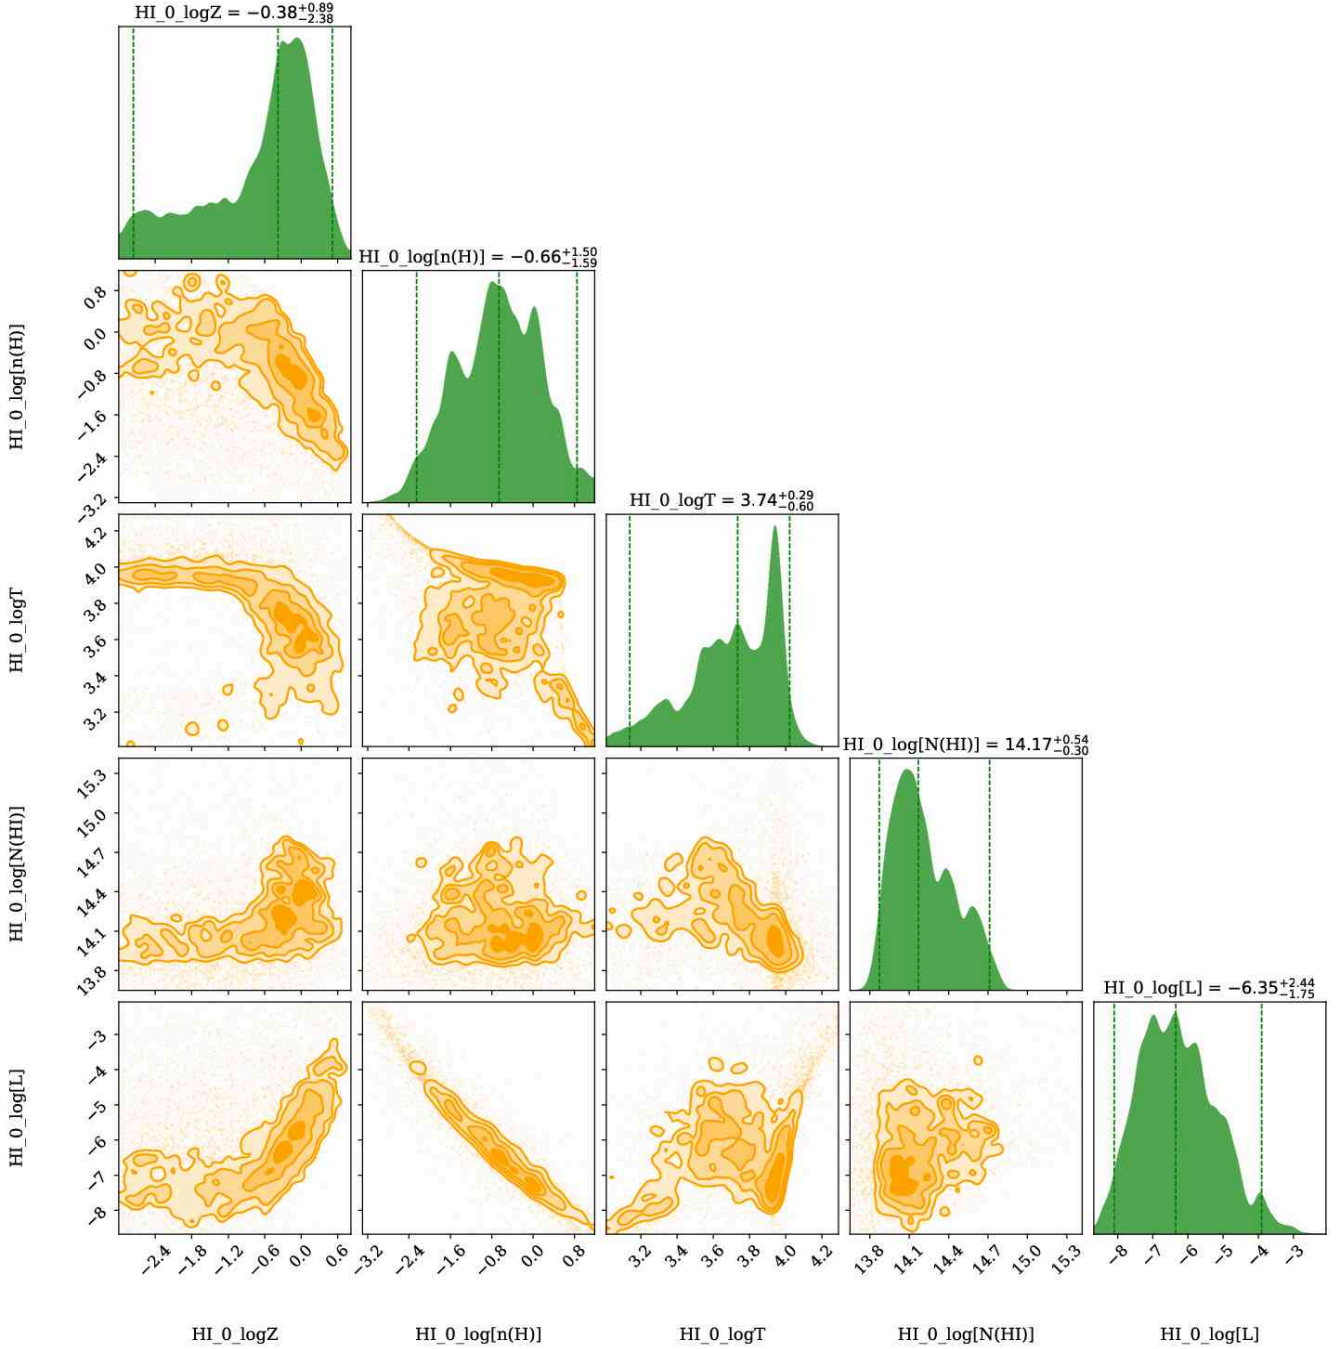 HI_0_logZ = −0.38+0.89−2.38
HI_0_log[n(H)] = −0.66+1.50−1.59
0.8
0.0
−0.8
−1.6
−2.4
−3.2
HI_0_log[n(H)]
HI_0_logT = 3.74+0.29−0.60
4.2
4.0
3.8
3.6
3.4
3.2
HI_0_logT
HI_0_log[N(HI)] = 14.17+0.54−0.30
15.3
15.0
14.7
14.4
14.1
13.8
HI_0_log[N(HI)]
HI_0_log[L] = −6.35+2.44−1.75
−3
−4
−5
−6
−7
−8
HI_0_log[L]
−2.4 −1.8 −1.2 −0.6 0.0 0.6 −3.2 −2.4 −1.6 −0.8 0.0 0.8 3.2 3.4 3.6 3.8 4.0 4.2 13.8 14.1 14.4 14.7 15.0 15.3 −8 −7 −6 −5 −4 −3
HI_0_logZ HI_0_log[n(H)] HI_0_logT HI_0_log[N(HI)] HI_0_log[L]